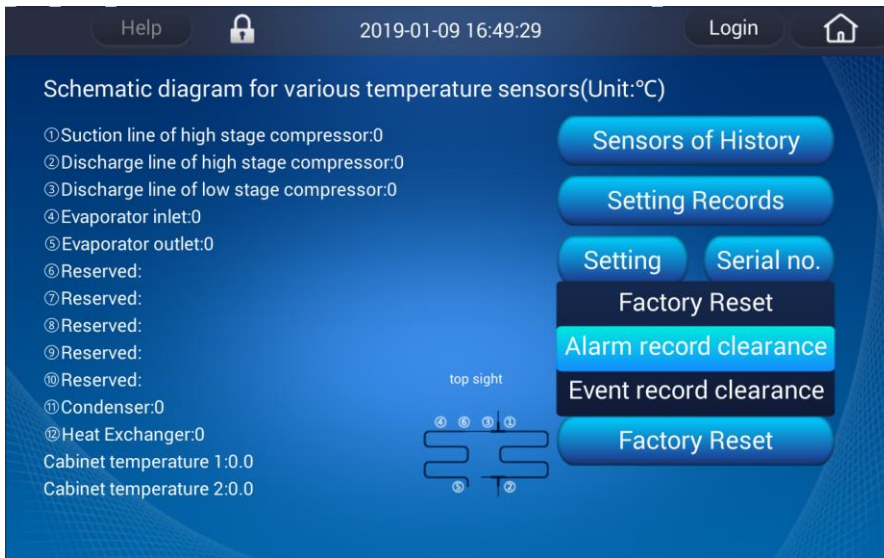 Help
2019-01-09 16:49:29
Login
Schematic diagram for various temperature sensors(Unit:℃)
①Suction line of high stage compressor:0
②Discharge line of high stage compressor:0
③Discharge line of low stage compressor:0
④Evaporator inlet:0
⑤Evaporator outlet:0
⑥Reserved:
⑦Reserved:
⑧Reserved:
⑨Reserved:
⑩Reserved:
⑪Condenser:0
⑫Heat Exchanger:0
Cabinet temperature 1:0.0
Cabinet temperature 2:0.0
top sight
④ ⑥ ③ ①
⑤ ②
Sensors of History
Setting Records
Setting
Serial no.
Factory Reset
Alarm record clearance
Event record clearance
Factory Reset